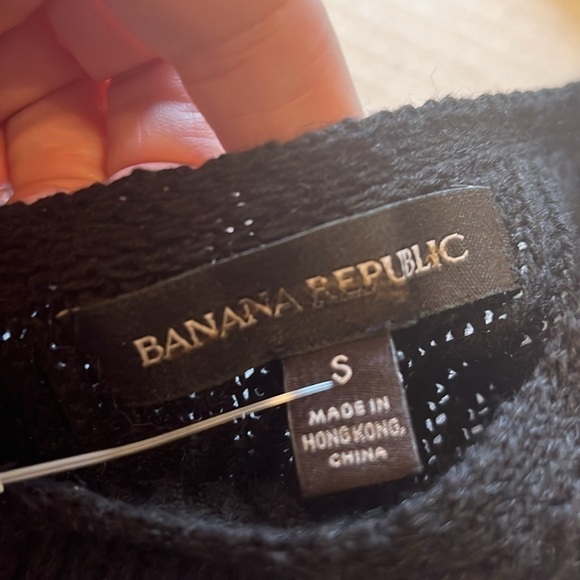 BANANA REPUBLIC
S
MADE IN
HONG KONG,
CHINA